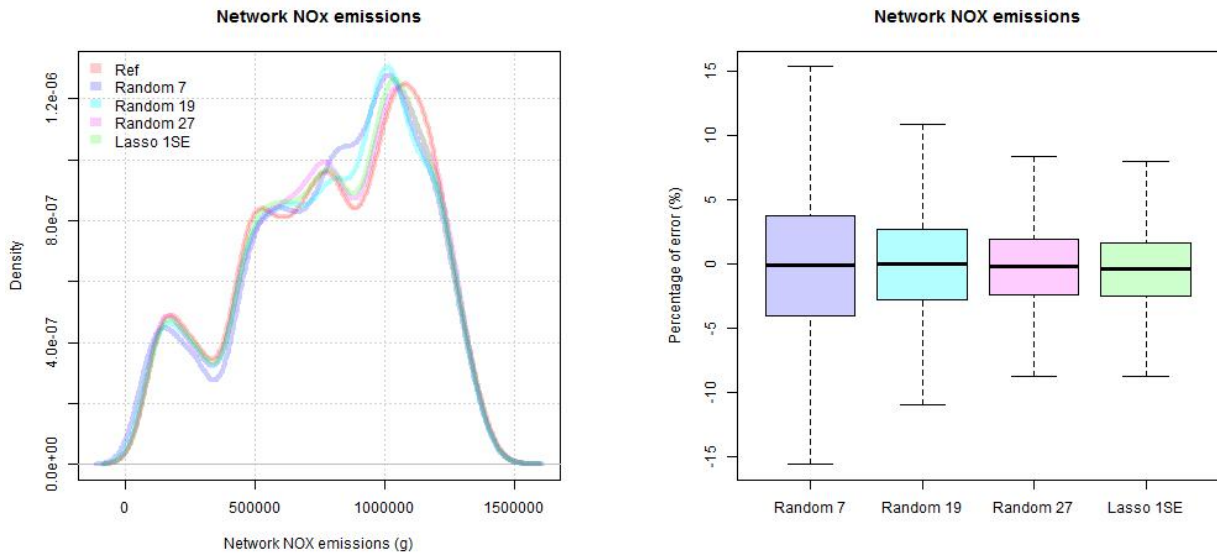 Network NOx emissions
Ref
Random 7
Random 19
Random 27
Lasso 1SE
Density
0.0e+00
4.0e-07
8.0e-07
1.2e-06
0
500000
1000000
1500000
Network NOX emissions (g)
Network NOX emissions
Percentage of error (%)
15
10
5
0
-5
-10
-15
Random 7
Random 19
Random 27
Lasso 1SE